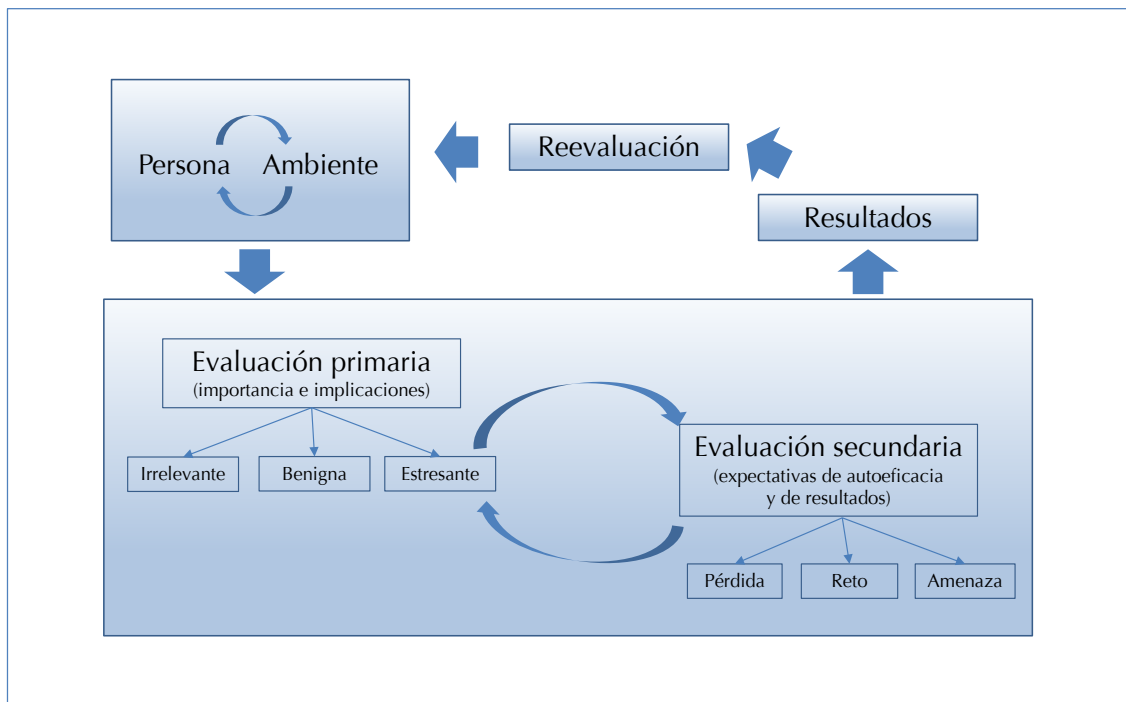 Persona
Ambiente
Reevaluación
Resultados
Evaluación primaria
(importancia e implicaciones)
Irrelevante
Benigna
Estresante
Evaluación secundaria
(expectativas de autoeficacia
y de resultados)
Pérdida
Reto
Amenaza